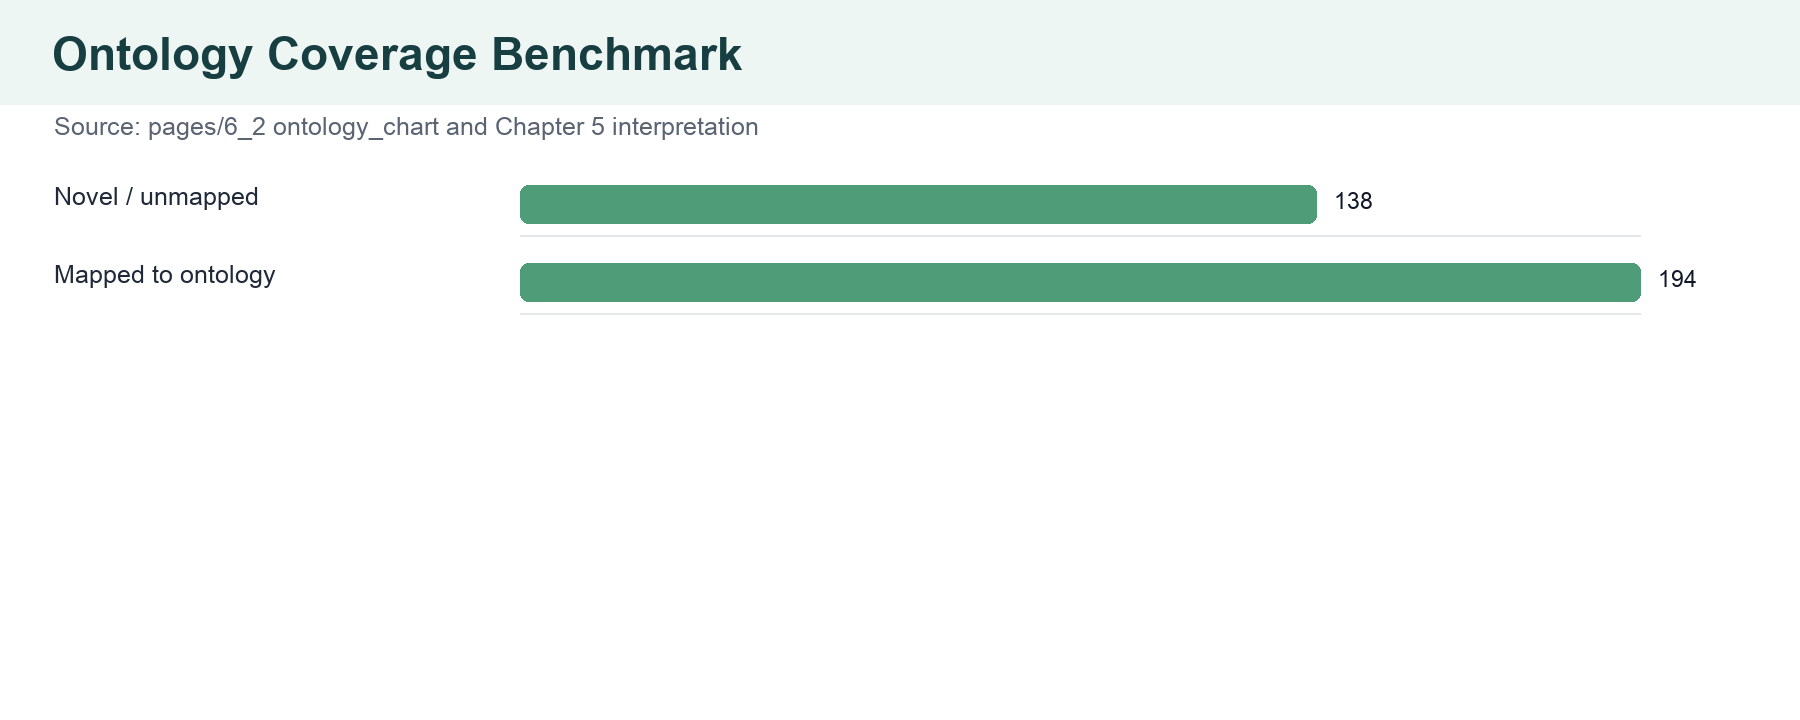 Ontology Coverage Benchmark
Source: pages/6_2 ontology_chart and Chapter 5 interpretation
Novel / unmapped 138
Mapped to ontology 194